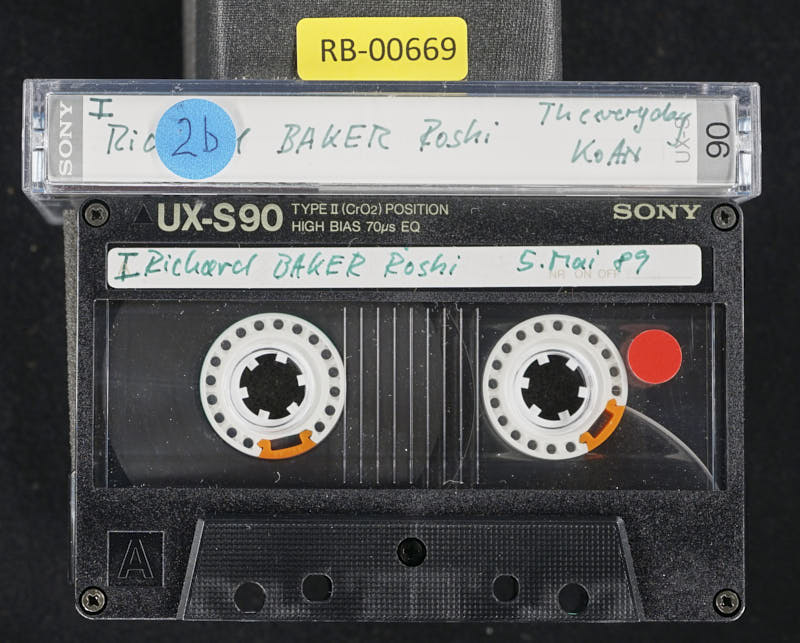 RB-00669
SONY
I
Richard BAKER Roshi
2b
The everyday
KOAN
UX-S
90
UX-S90
TYPE II (CrO2) POSITION
HIGH BIAS 70µs EQ
SONY
I Richard BAKER Roshi 5. Mai 89
NR ON OFF
A